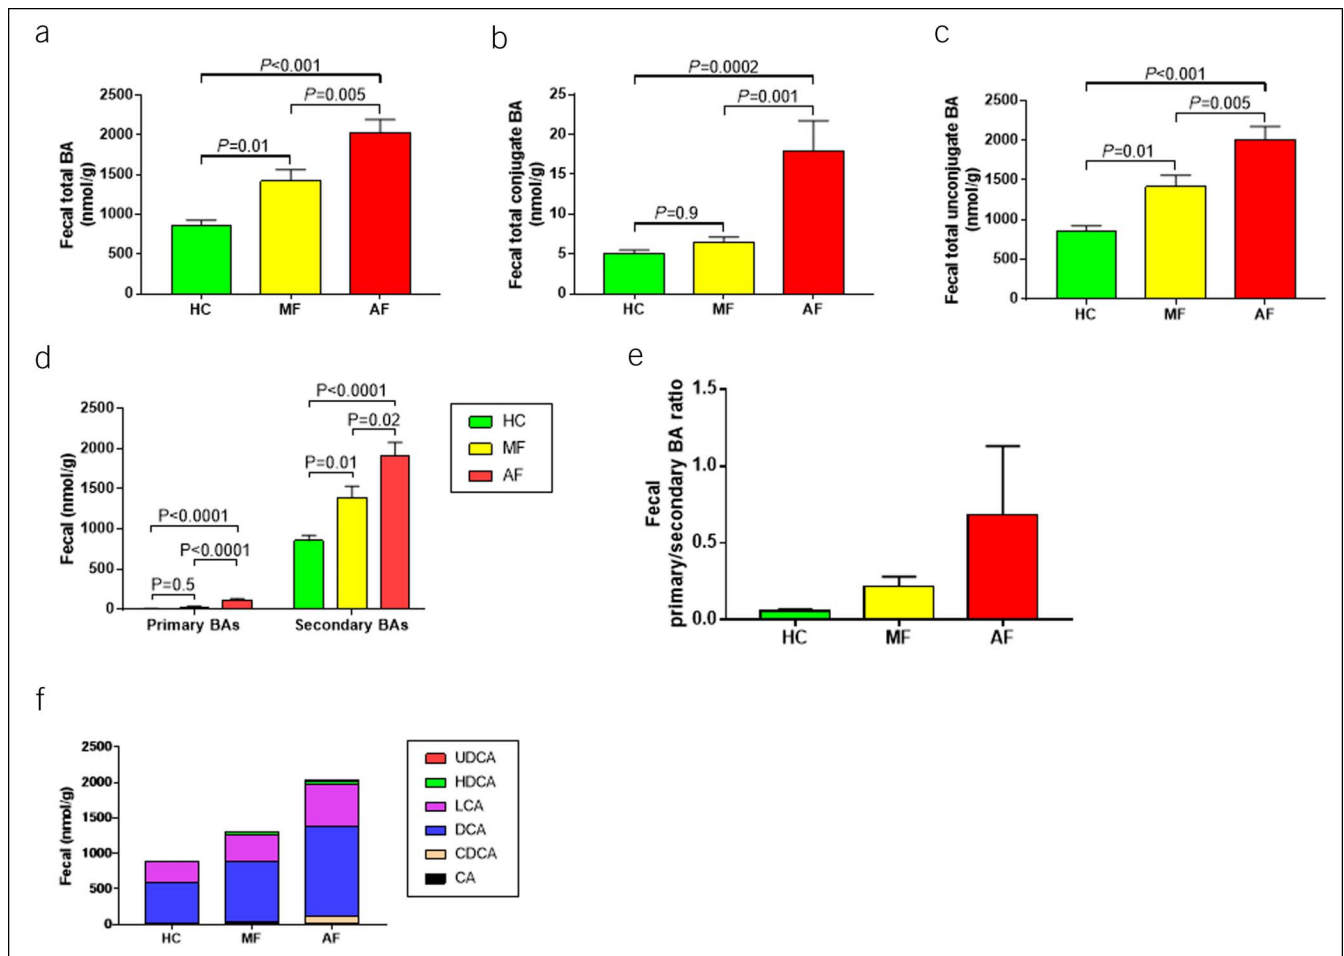 a
P<0.001
P=0.005
P=0.01
Fecal total BA
(nmol/g)
2500
2000
1500
1000
500
0
HC MF AF
b
P=0.0002
P=0.001
P=0.9
Fecal total conjugate BA
(nmol/g)
25
20
15
10
5
0
HC MF AF
c
P<0.001
P=0.005
P=0.01
Fecal total unconjugate BA
(nmol/g)
2500
2000
1500
1000
500
0
HC MF AF
d
P<0.0001
P=0.02
P=0.01
P<0.0001
P<0.0001
P=0.5
Fecal (nmol/g)
2500
2000
1500
1000
500
0
Primary BAs Secondary BAs
HC
MF
AF
e
Fecal
primary/secondary BA ratio
1.5
1.0
0.5
0.0
HC MF AF
f
Fecal (nmol/g)
2500
2000
1500
1000
500
0
HC MF AF
UDCA
HDCA
LCA
DCA
CDCA
CA